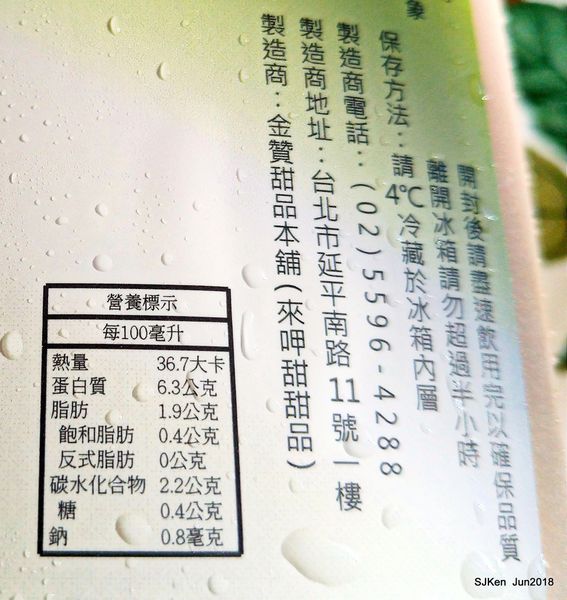 象
保存方法：請4℃冷藏於冰箱內層
離開冰箱請勿超過半小時
開封後請盡速飲用完以確保品質
製造商電話：(02)5596-4288
製造商地址：台北市延平南路11號一樓
製造商：金贊甜品本舖(來呷甜甜品)
營養標示
每100毫升
熱量 36.7大卡
蛋白質 6.3公克
脂肪 1.9公克
飽和脂肪 0.4公克
反式脂肪 0公克
碳水化合物 2.2公克
糖 0.4公克
鈉 0.8毫克
SJKen Jun2018